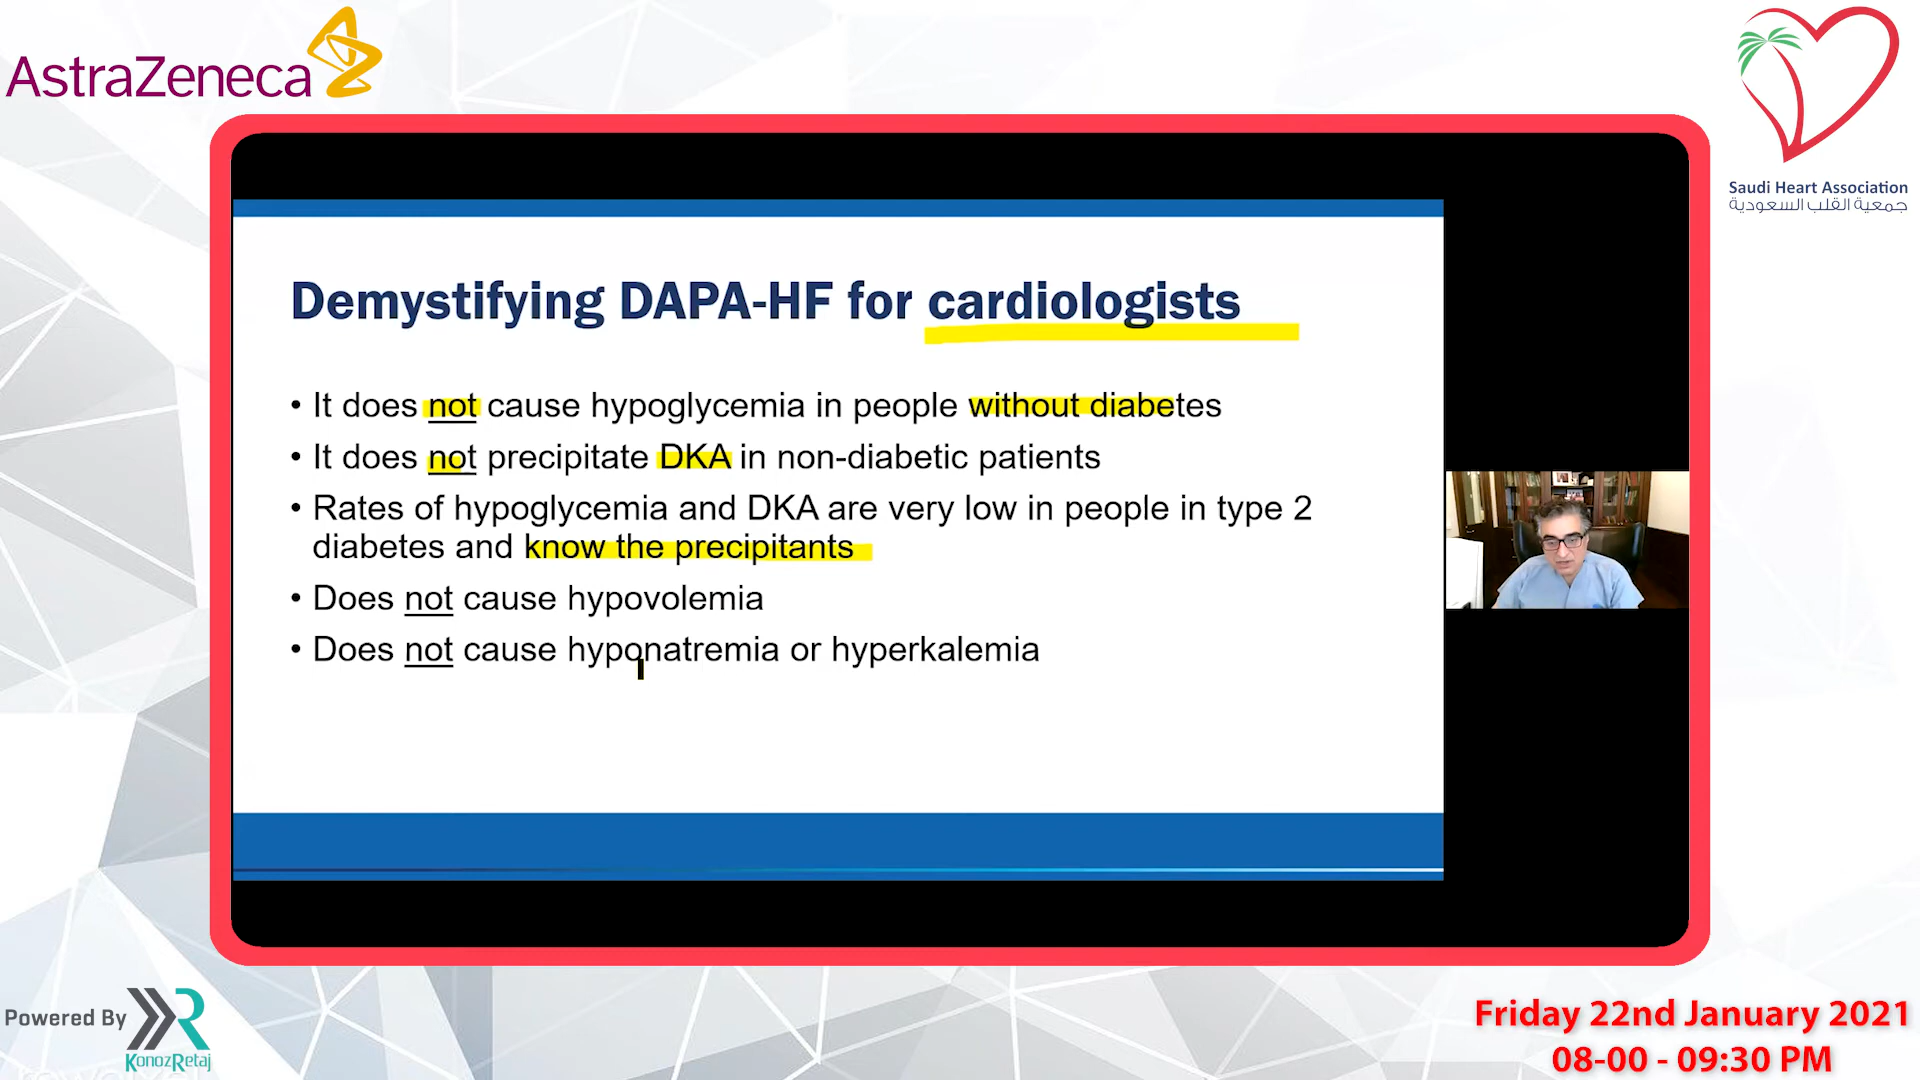 AstraZeneca
Saudi Heart Association
جمعية القلب السعودية
Demystifying DAPA-HF for cardiologists
• It does not cause hypoglycemia in people without diabetes
• It does not precipitate DKA in non-diabetic patients
• Rates of hypoglycemia and DKA are very low in people in type 2
diabetes and know the precipitants
• Does not cause hypovolemia
• Does not cause hyponatremia or hyperkalemia
Powered By
KonozRetaj
Friday 22nd January 2021
08-00 - 09:30 PM